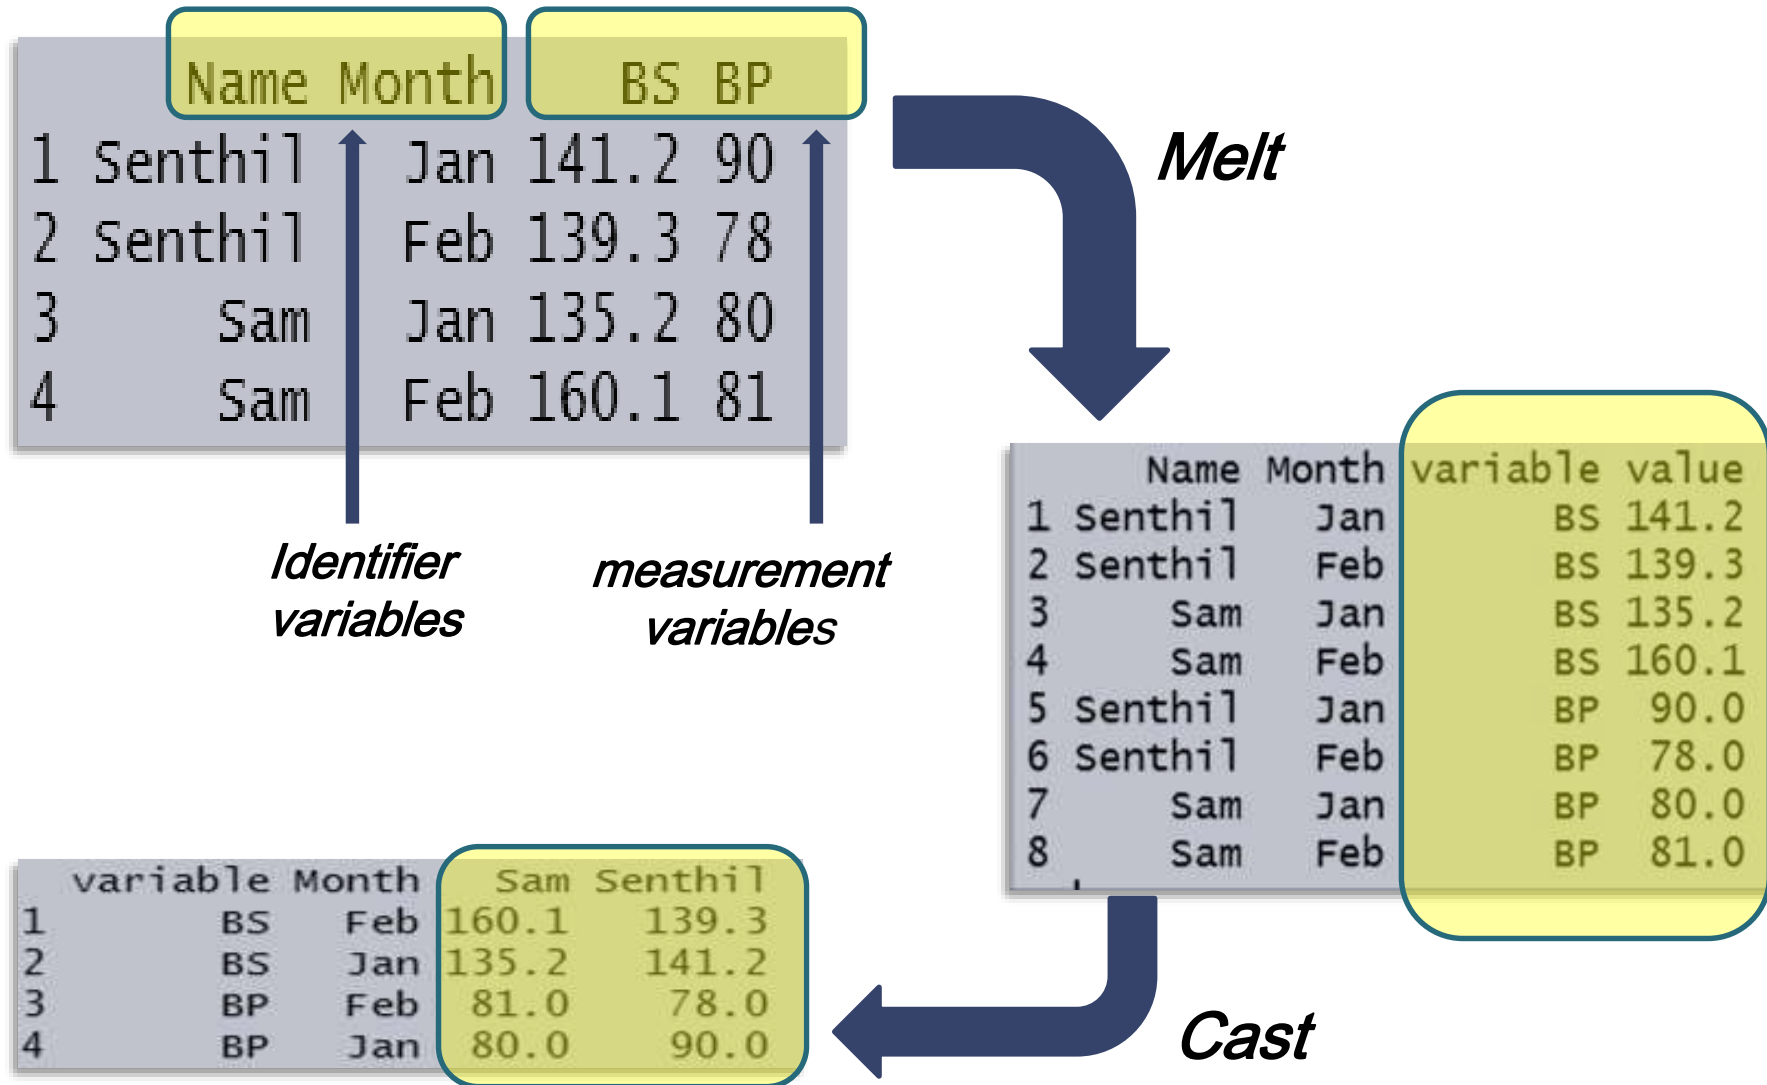 Name Month BS BP
1 Senthil Jan 141.2 90
2 Senthil Feb 139.3 78
3 Sam Jan 135.2 80
4 Sam Feb 160.1 81
Identifier
variables
measurement
variables
Melt
Name Month variable value
1 Senthil Jan BS 141.2
2 Senthil Feb BS 139.3
3 Sam Jan BS 135.2
4 Sam Feb BS 160.1
5 Senthil Jan BP 90.0
6 Senthil Feb BP 78.0
7 Sam Jan BP 80.0
8 Sam Feb BP 81.0
Cast
variable Month Sam Senthil
1 BS Feb 160.1 139.3
2 BS Jan 135.2 141.2
3 BP Feb 81.0 78.0
4 BP Jan 80.0 90.0